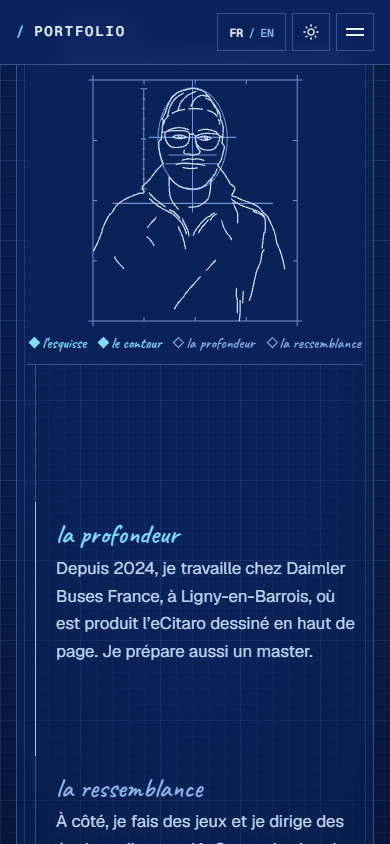 / PORTFOLIO
FR / EN
l'esquisse
le contour
la profondeur
la ressemblance
la profondeur
Depuis 2024, je travaille chez Daimler
Buses France, à Ligny-en-Barrois, où
est produit l’eCitaro dessiné en haut de
page. Je prépare aussi un master.
la ressemblance
À côté, je fais des jeux et je dirige des